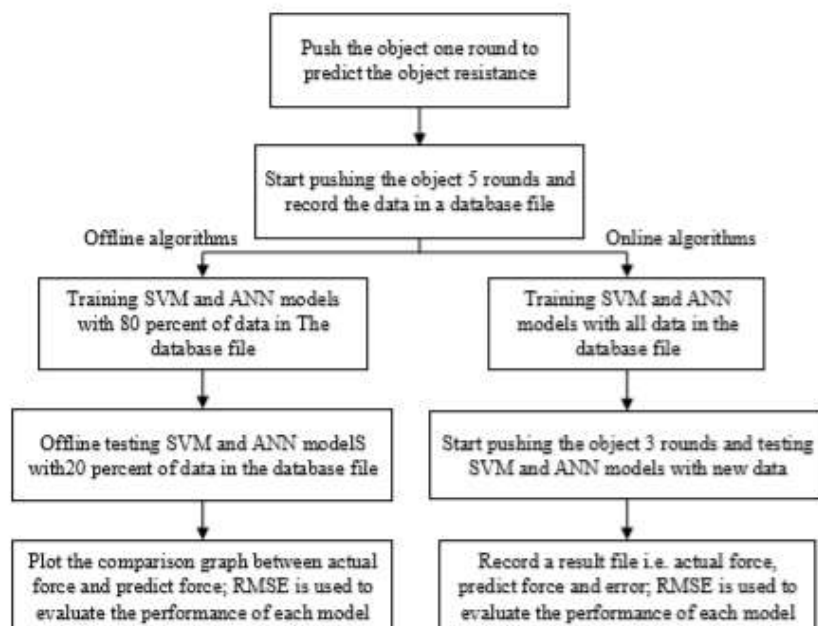 Push the object one round to
predict the object resistance
Start pushing the object 5 rounds and
record the data in a database file
Offline algorithms
Online algorithms
Training SVM and ANN models
with 80 percent of data in The
database file
Training SVM and ANN
models with all data in the
database file
Offline testing SVM and ANN modelS
with20 percent of data in the database file
Start pushing the object 3 rounds and testing
SVM and ANN models with new data
Plot the comparison graph between actual
force and predict force; RMSE is used to
evaluate the performance of each model
Record a result file i.e. actual force,
predict force and error; RMSE is used to
evaluate the performance of each model